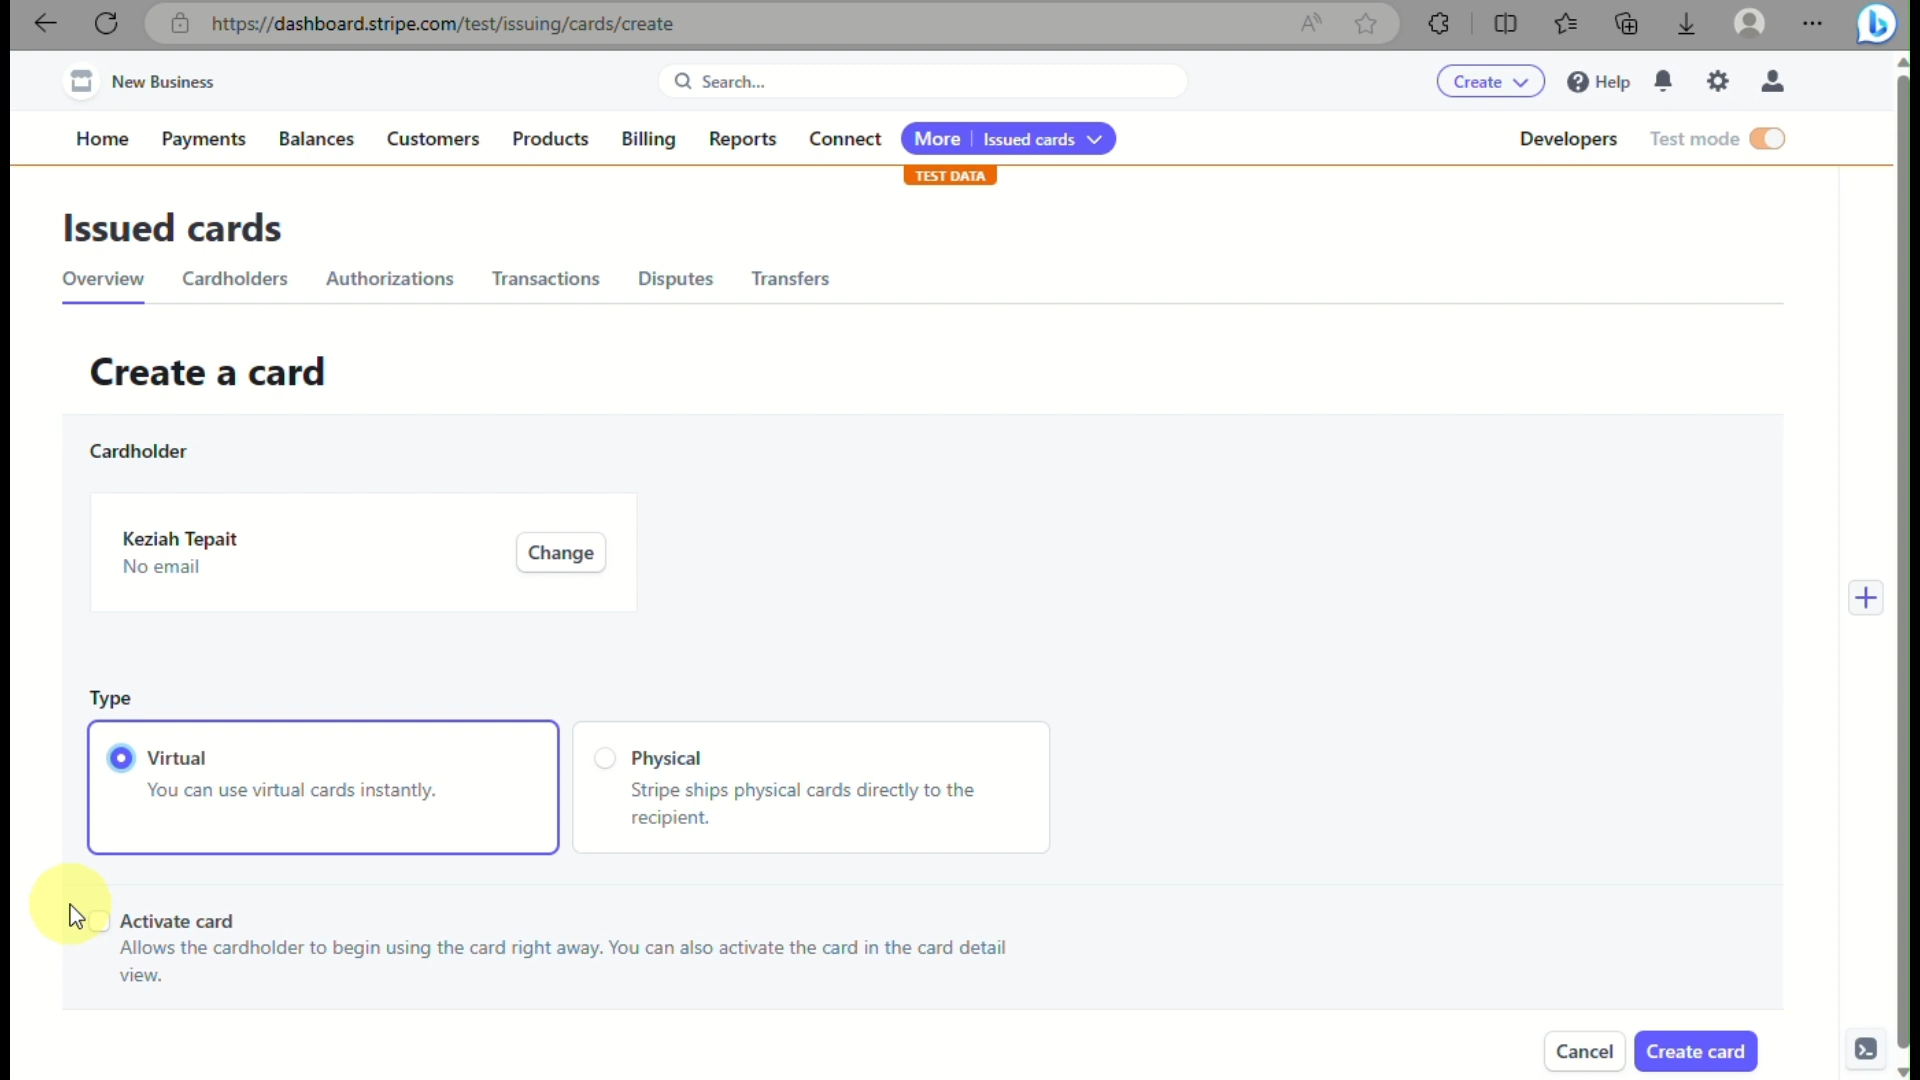 https://dashboard.stripe.com/test/issuing/cards/create
New Business
Search...
Create
Help
Home
Payments
Balances
Customers
Products
Billing
Reports
Connect
More
Issued cards
Developers
Test mode
TEST DATA
Issued cards
Overview
Cardholders
Authorizations
Transactions
Disputes
Transfers
Create a card
Cardholder
Keziah Tepait
No email
Change
Type
Virtual
You can use virtual cards instantly.
Physical
Stripe ships physical cards directly to the
recipient.
Activate card
Allows the cardholder to begin using the card right away. You can also activate the card in the card detail
view.
Cancel
Create card